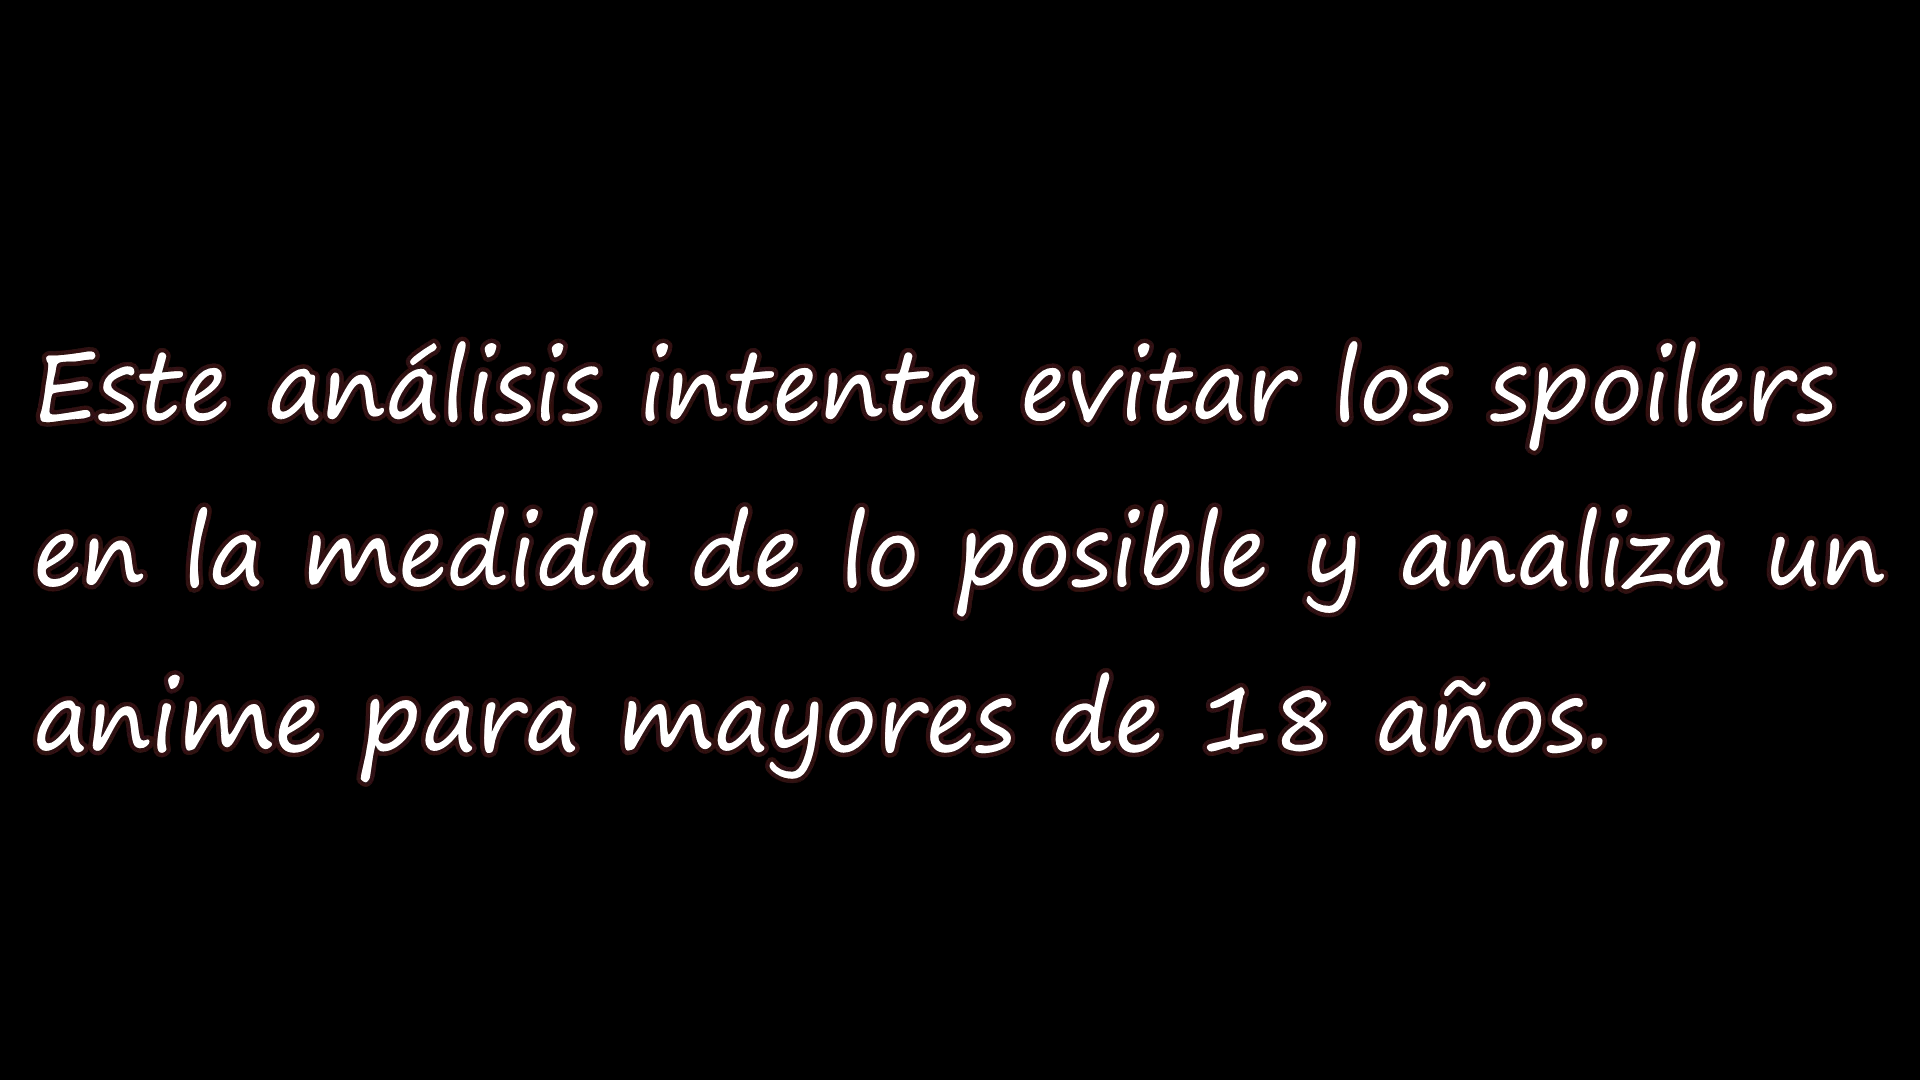 Este análisis intenta evitar los spoilers
en la medida de lo posible y analiza un
anime para mayores de 18 años.